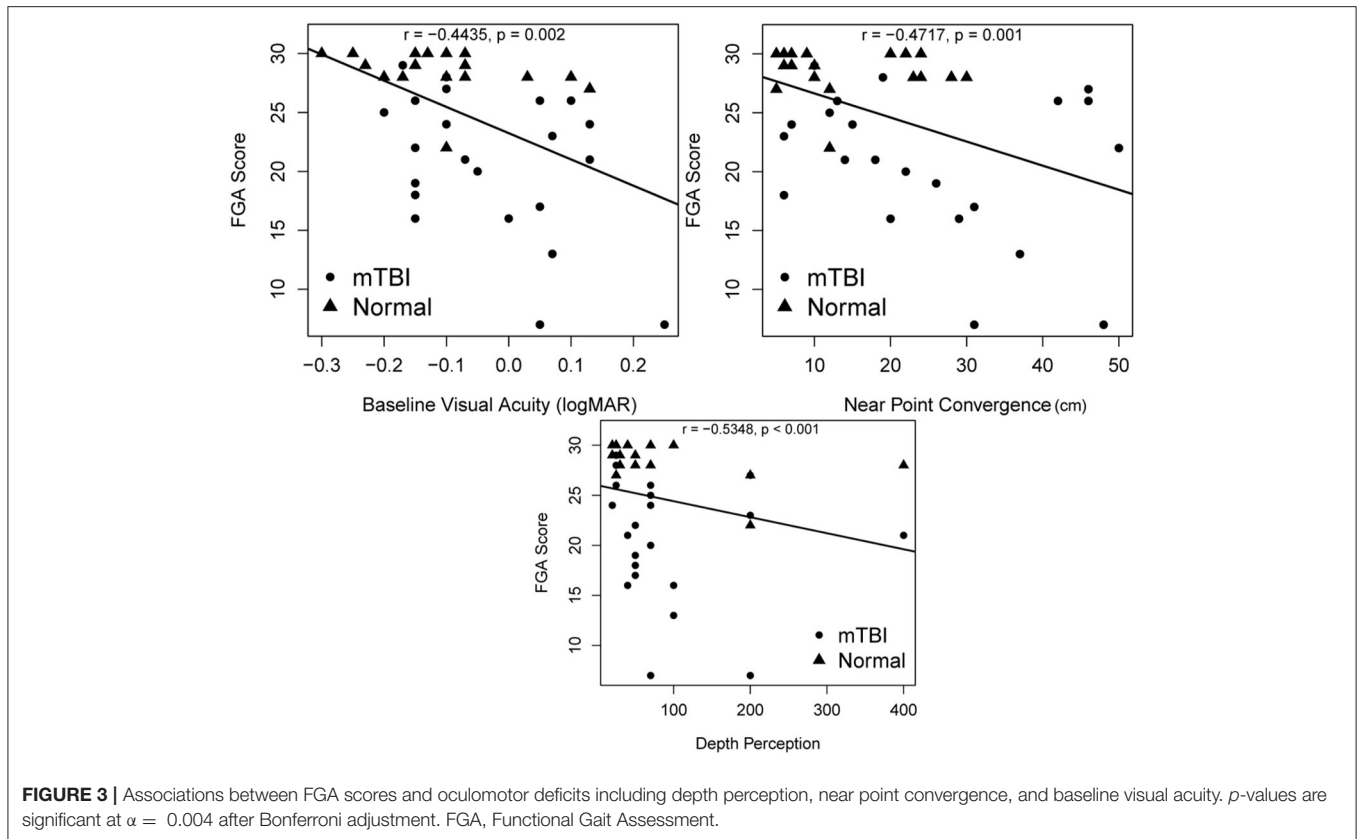 r = −0.4435, p = 0.002
FGA Score
30
25
20
15
10
mTBI
Normal
−0.3 −0.2 −0.1 0.0 0.1 0.2
Baseline Visual Acuity (logMAR)
r = −0.4717, p = 0.001
FGA Score
30
25
20
15
10
mTBI
Normal
10 20 30 40 50
Near Point Convergence (cm)
r = −0.5348, p < 0.001
FGA Score
30
25
20
15
10
mTBI
Normal
100 200 300 400
Depth Perception
FIGURE 3 | Associations between FGA scores and oculomotor deficits including depth perception, near point convergence, and baseline visual acuity. p-values are
significant at α = 0.004 after Bonferroni adjustment. FGA, Functional Gait Assessment.